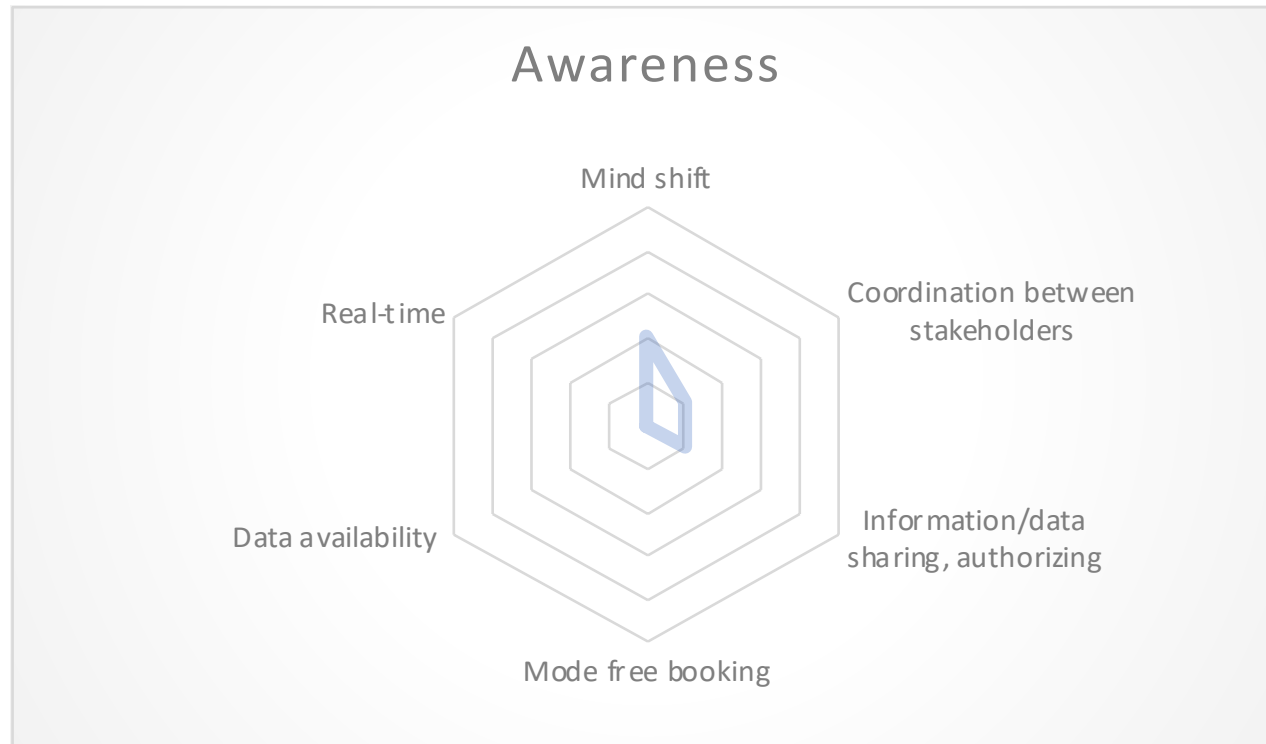 Awareness
Mind shift
Coordination between
stakeholders
Real-time
Information/data
sharing, authorizing
Data availability
Mode free booking